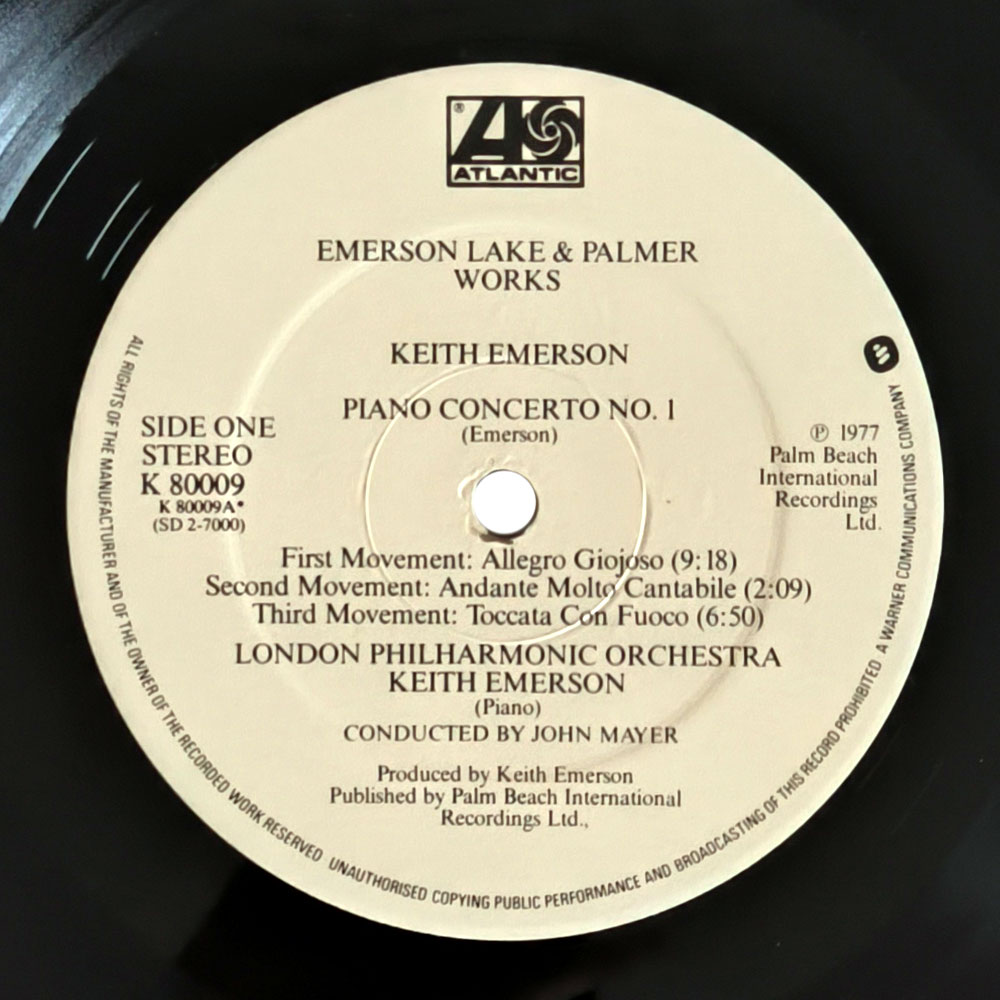 ®
ATLANTIC
EMERSON LAKE & PALMER
WORKS
KEITH EMERSON
PIANO CONCERTO NO. 1
(Emerson)
SIDE ONE
STEREO
K 80009
K 80009A*
(SD 2-7000)
℗ 1977
Palm Beach
International
Recordings
Ltd.
First Movement: Allegro Giojoso (9:18)
Second Movement: Andante Molto Cantabile (2:09)
Third Movement: Toccata Con Fuoco (6:50)
LONDON PHILHARMONIC ORCHESTRA
KEITH EMERSON
(Piano)
CONDUCTED BY JOHN MAYER
Produced by Keith Emerson
Published by Palm Beach International
Recordings Ltd.,
ALL RIGHTS OF THE MANUFACTURER AND OF THE OWNER OF THE RECORDED WORK RESERVED UNAUTHORISED COPYING PUBLIC PERFORMANCE AND BROADCASTING OF THIS RECORD PROHIBITED. A WARNER COMMUNICATIONS COMPANY